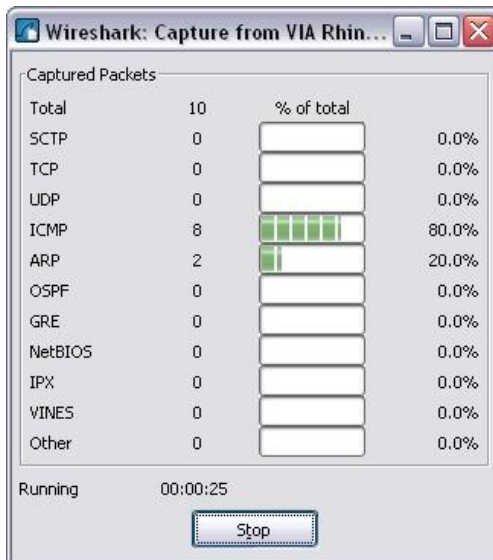 Wireshark: Capture from VIA Rhin...
Captured Packets
Total 10 % of total
SCTP 0 0.0%
TCP 0 0.0%
UDP 0 0.0%
ICMP 8 80.0%
ARP 2 20.0%
OSPF 0 0.0%
GRE 0 0.0%
NetBIOS 0 0.0%
IPX 0 0.0%
VINES 0 0.0%
Other 0 0.0%
Running 00:00:25
Stop